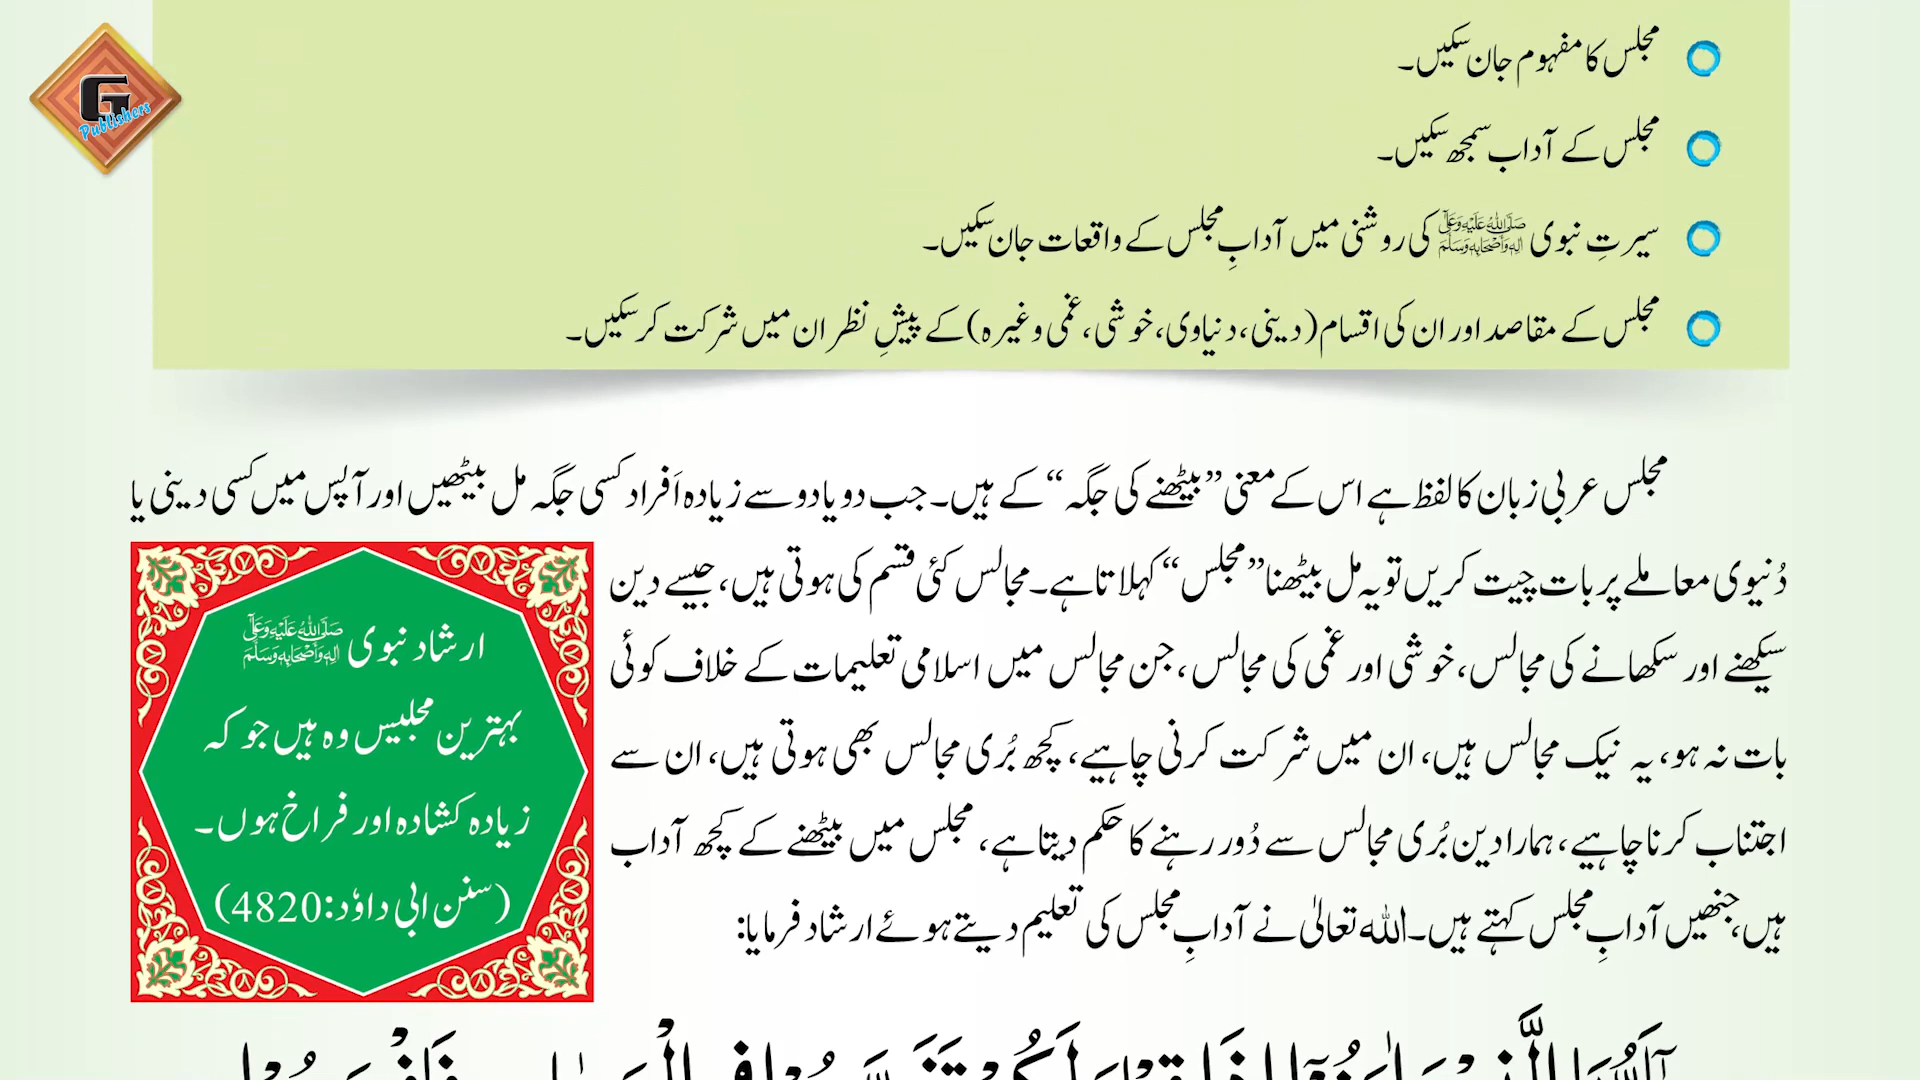 G
Publishers
مجلس کا مفہوم جان سکیں۔
مجلس کے آداب سمجھ سکیں۔
سیرتِ نبوی صَلَّى اللهُ عَلَيْهِ وَعَلَى آلِهِ وَأَصْحَابِهِ وَسَلَّمَ کی روشنی میں آدابِ مجلس کے واقعات جان سکیں۔
مجلس کے مقاصد اور ان کی اقسام (دینی، دنیاوی، خوشی، غمی وغیرہ) کے پیشِ نظر ان میں شرکت کر سکیں۔
مجلس عربی زبان کا لفظ ہے اس کے معنی ”بیٹھنے کی جگہ“ کے ہیں۔ جب دو یا دو سے زیادہ اَفراد کسی جگہ مل بیٹھیں اور آپس میں کسی دینی یا
دُنیوی معاملے پر بات چیت کریں تو یہ مل بیٹھنا ”مجلس“ کہلاتا ہے۔ مجالس کئی قسم کی ہوتی ہیں، جیسے دین
سیکھنے اور سکھانے کی مجالس، خوشی اور غمی کی مجالس، جن مجالس میں اسلامی تعلیمات کے خلاف کوئی
بات نہ ہو، یہ نیک مجالس ہیں، ان میں شرکت کرنی چاہیے، کچھ بُری مجالس بھی ہوتی ہیں، ان سے
اجتناب کرنا چاہیے، ہمارا دین بُری مجالس سے دُور رہنے کا حکم دیتا ہے، مجلس میں بیٹھنے کے کچھ آداب
ہیں، جنھیں آدابِ مجلس کہتے ہیں۔ اللہ تعالیٰ نے آدابِ مجلس کی تعلیم دیتے ہوئے ارشاد فرمایا:
ارشاد نبوی صَلَّى اللهُ عَلَيْهِ وَعَلَى آلِهِ وَأَصْحَابِهِ وَسَلَّمَ
بہترین مجلیس وہ ہیں جو کہ
زیادہ کشادہ اور فراخ ہوں۔
(سنن ابی داوٗد: 4820)